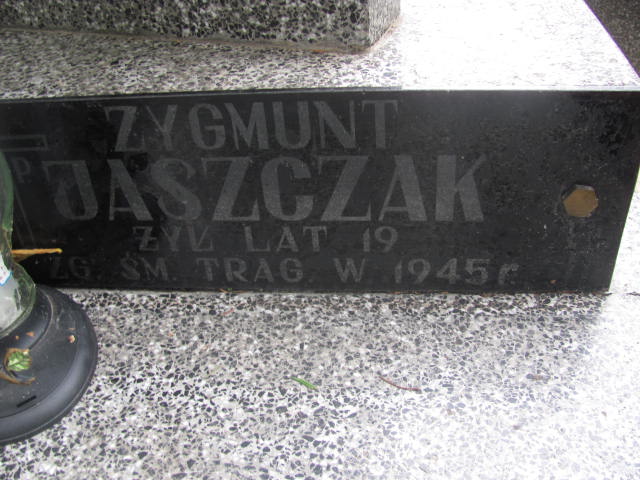 ZYGMUNT
P JASZCZAK
ŻYŁ LAT 19
ZG. ŚM. TRAG. W 1945 r.